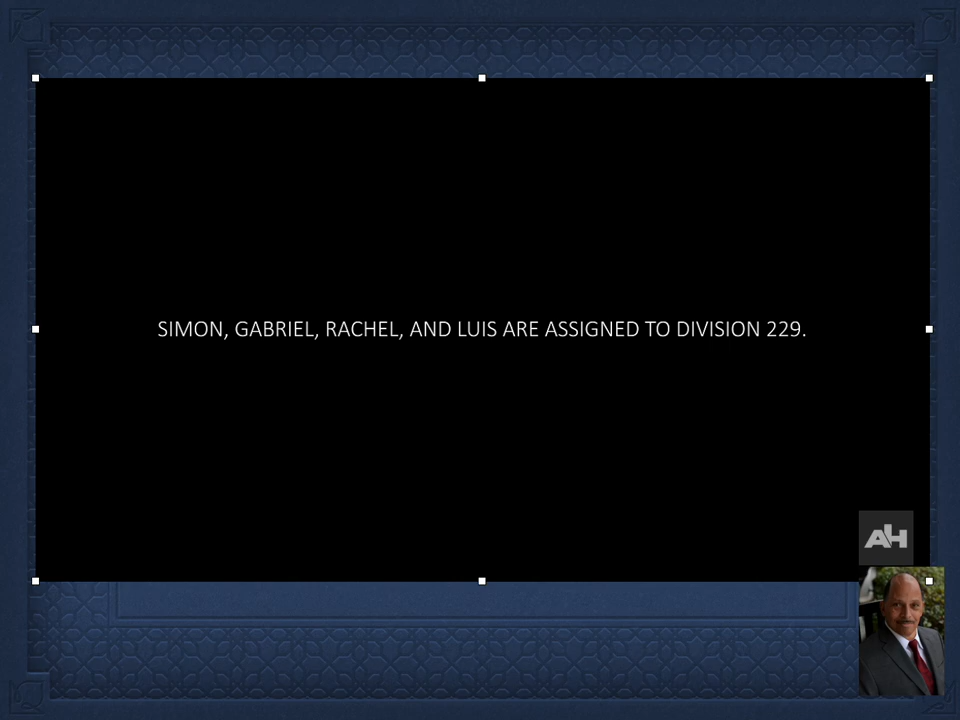 SIMON, GABRIEL, RACHEL, AND LUIS ARE ASSIGNED TO DIVISION 229.
AH